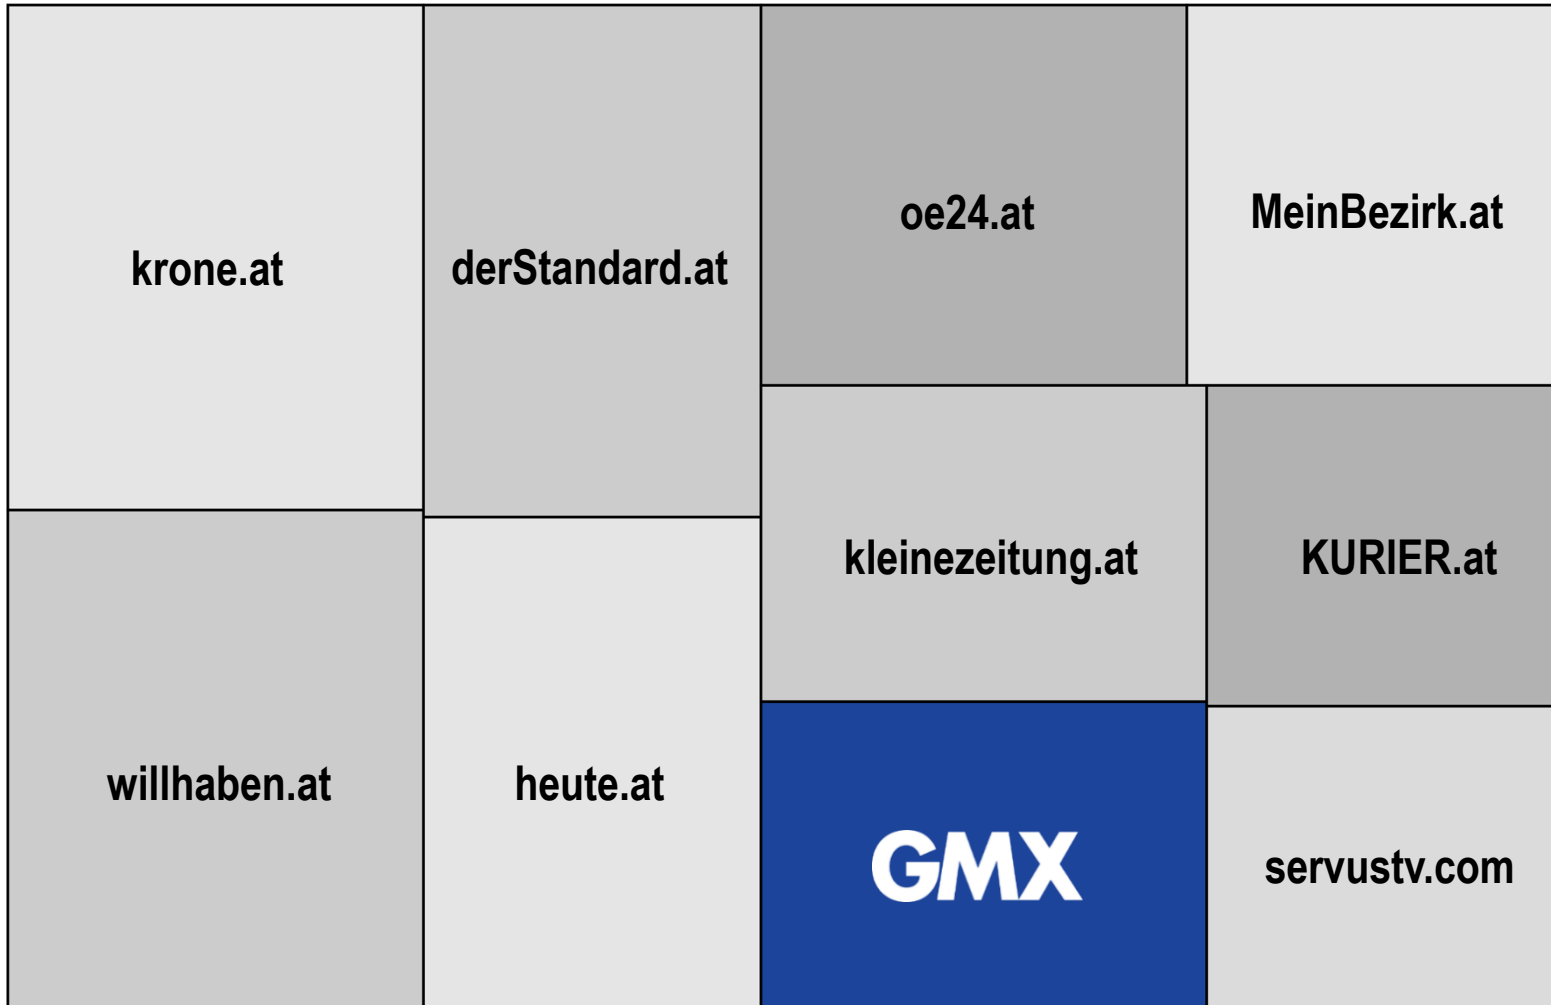 krone.at
derStandard.at
oe24.at
MeinBezirk.at
willhaben.at
heute.at
kleinezeitung.at
KURIER.at
GMX
servustv.com